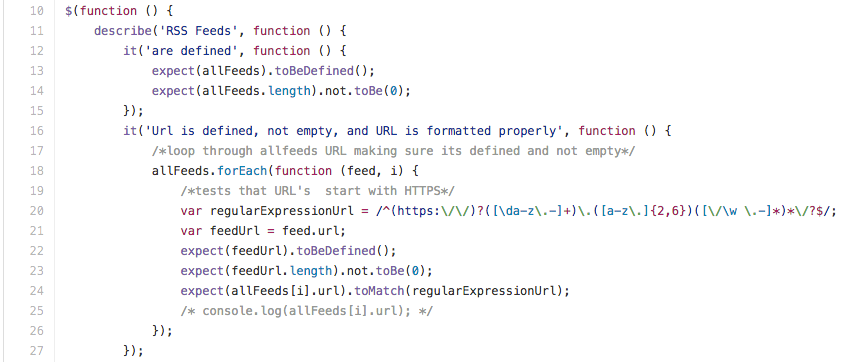 10 $(function () {
11     describe('RSS Feeds', function () {
12         it('are defined', function () {
13             expect(allFeeds).toBeDefined();
14             expect(allFeeds.length).not.toBe(0);
15         });
16         it('Url is defined, not empty, and URL is formatted properly', function () {
17             /*loop through allfeeds URL making sure its defined and not empty*/
18             allFeeds.forEach(function (feed, i) {
19                 /*tests that URL's  start with HTTPS*/
20                 var regularExpressionUrl = /^(https:\/\/)?([\da-z\.-]+)\.([a-z\.]{2,6})([\/\w \.-]*)*\/?$/;
21                 var feedUrl = feed.url;
22                 expect(feedUrl).toBeDefined();
23                 expect(feedUrl.length).not.toBe(0);
24                 expect(allFeeds[i].url).toMatch(regularExpressionUrl);
25                 /* console.log(allFeeds[i].url); */
26             });
27         });